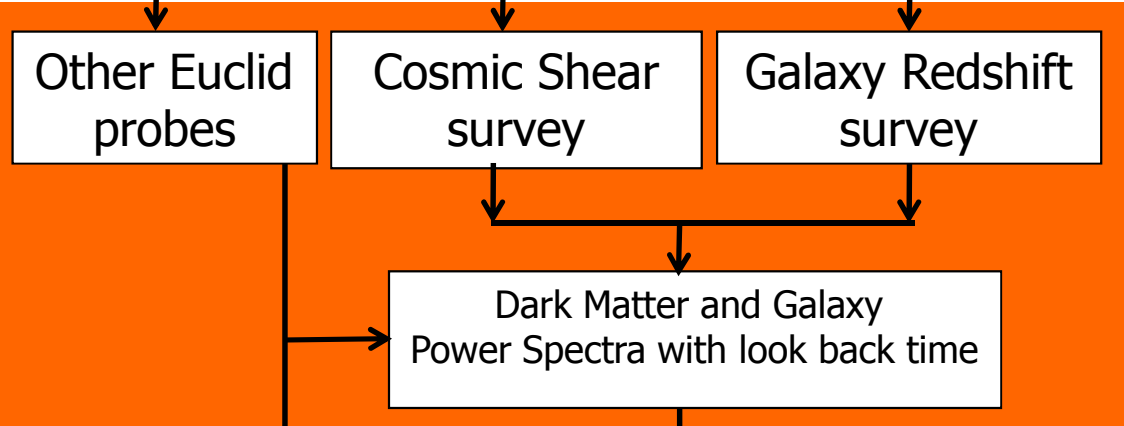 Other Euclid
probes
Cosmic Shear
survey
Galaxy Redshift
survey
Dark Matter and Galaxy
Power Spectra with look back time